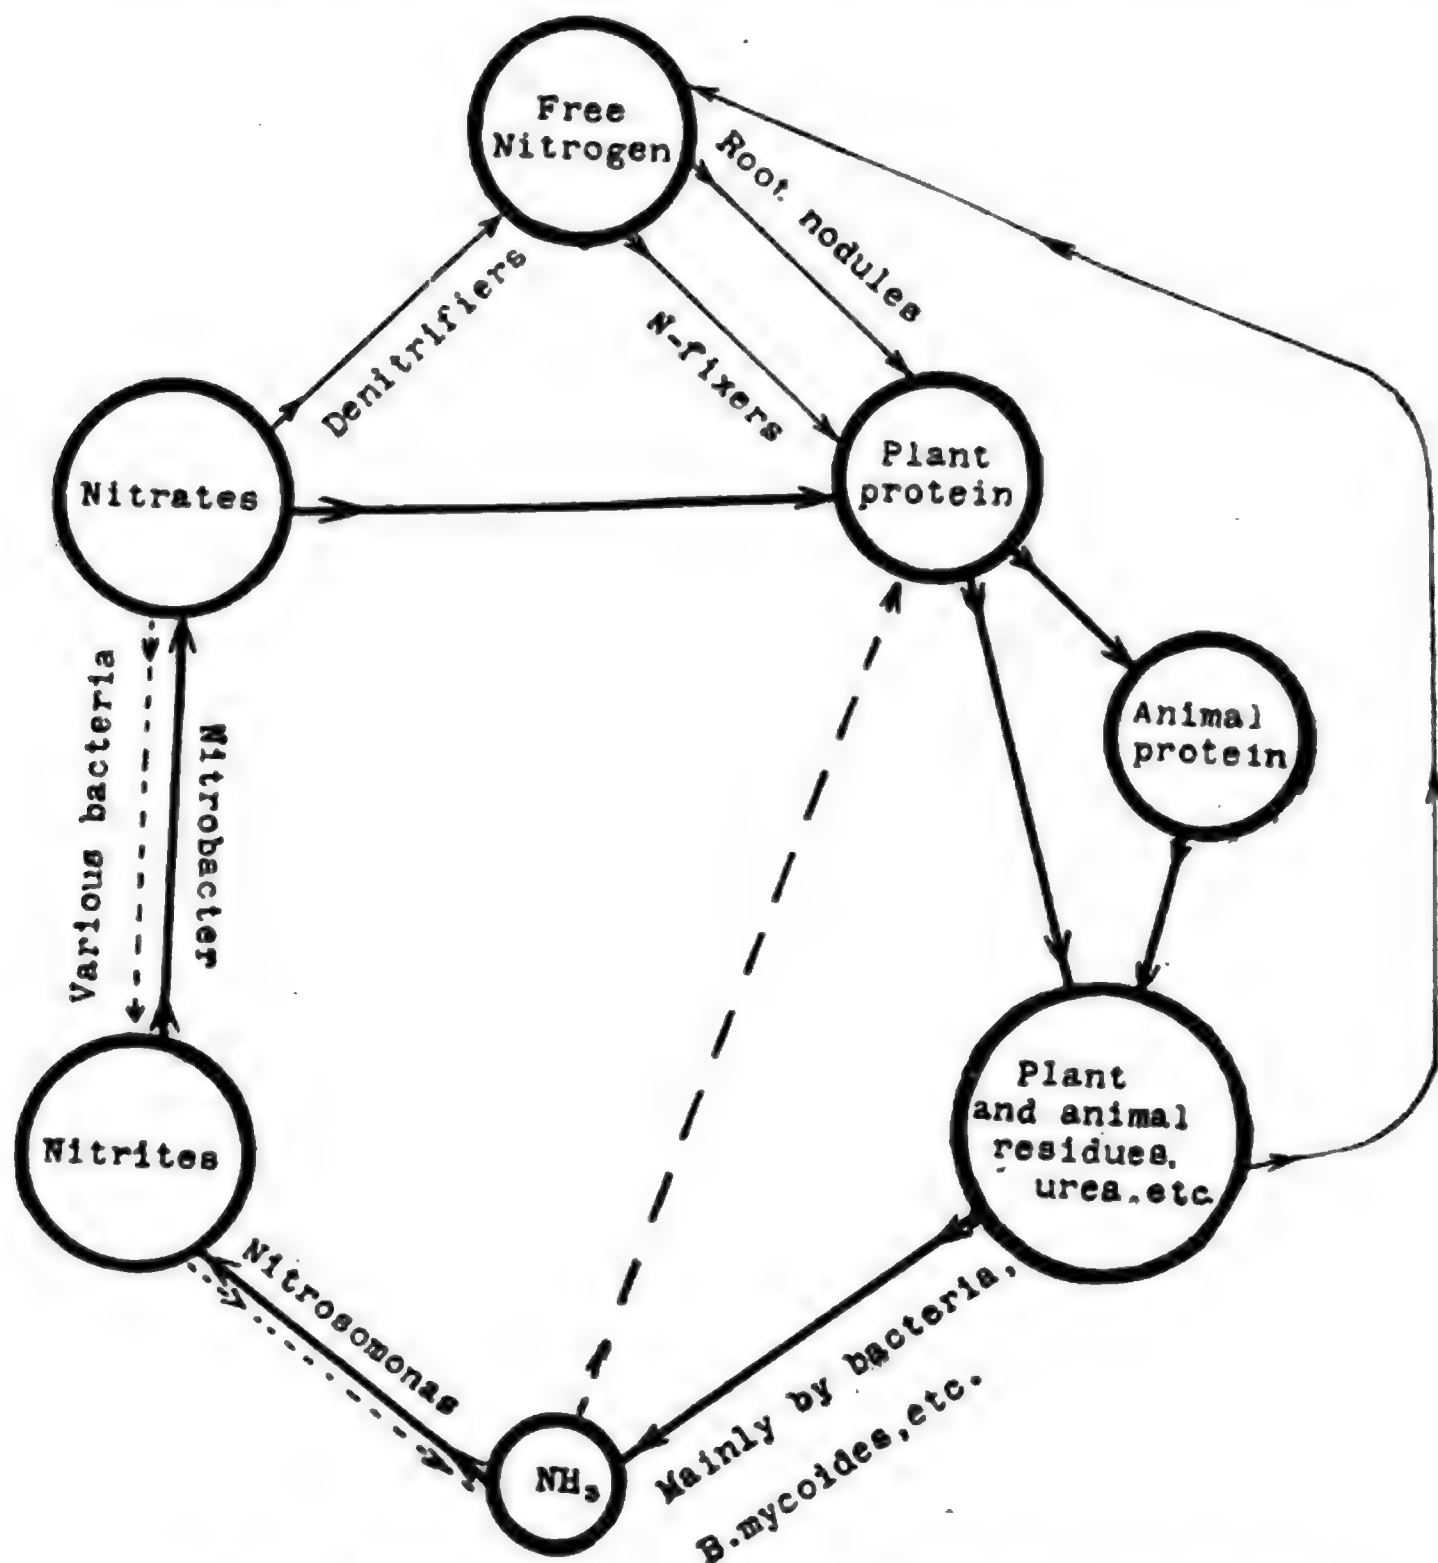 Free
Nitrogen
Root nodules
Denitrifiers
N-fixers
Nitrates
Plant
protein
Animal
protein
Various bacteria
Nitrobacter
Nitrites
Plant
and animal
residues,
urea,etc
Nitrosomonas
NH₃
Mainly by bacteria,
B.mycoides,etc.